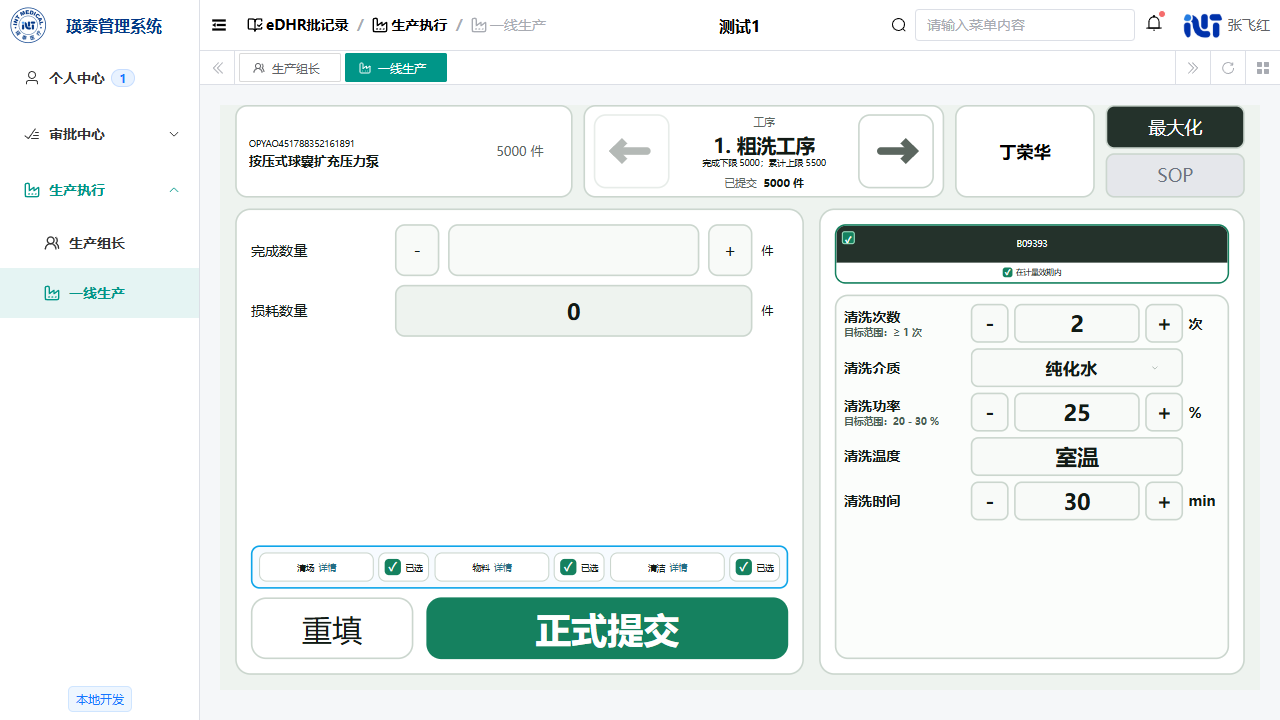 瑛泰管理系统
eDHR批记录 / 生产执行 / 一线生产
测试1
请输入菜单内容
张飞红
个人中心 1
审批中心
生产执行
生产组长
一线生产
本地开发
生产组长
一线生产
OPYAO451788352161891
按压式球囊扩充压力泵
5000 件
工序
1. 粗洗工序
完成下限 5000；累计上限 5500
已提交 5000 件
丁荣华
最大化
SOP
完成数量
-
+
件
损耗数量
0
件
清场 详情
已选
物料 详情
已选
清洁 详情
已选
重填
正式提交
B09393
在计量效期内
清洗次数
目标范围：≥ 1 次
-
2
+
次
清洗介质
纯化水
清洗功率
目标范围：20 - 30 %
-
25
+
%
清洗温度
室温
清洗时间
-
30
+
min